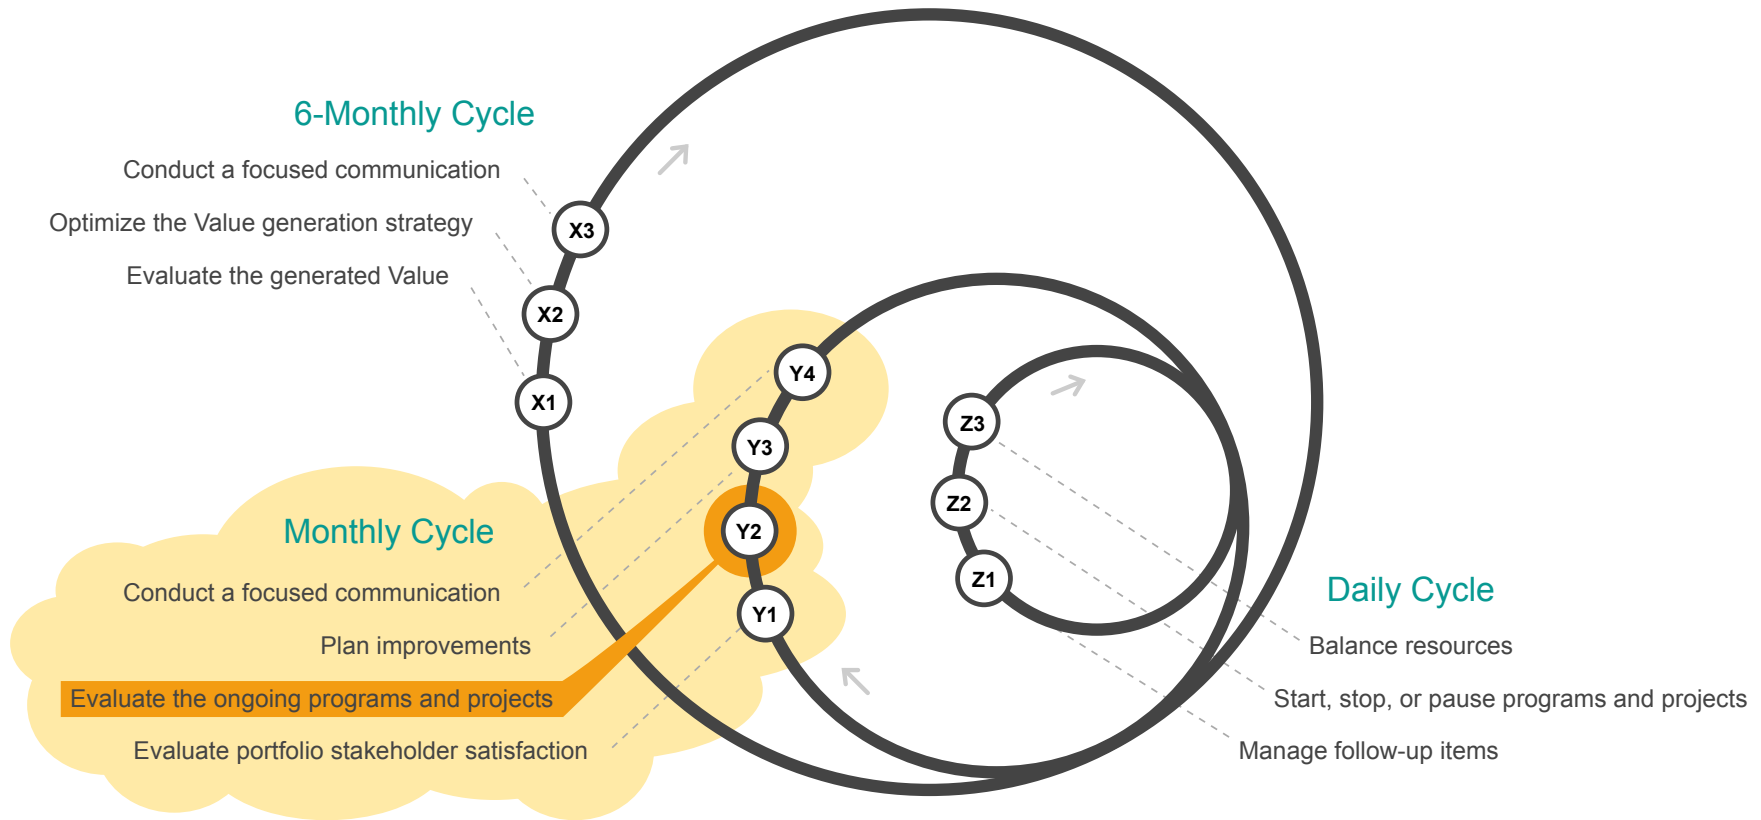 6-Monthly Cycle
Conduct a focused communication
Optimize the Value generation strategy
Evaluate the generated Value
X3
X2
X1
Monthly Cycle
Conduct a focused communication
Plan improvements
Evaluate the ongoing programs and projects
Evaluate portfolio stakeholder satisfaction
Y4
Y3
Y2
Y1
Z3
Z2
Z1
Daily Cycle
Balance resources
Start, stop, or pause programs and projects
Manage follow-up items